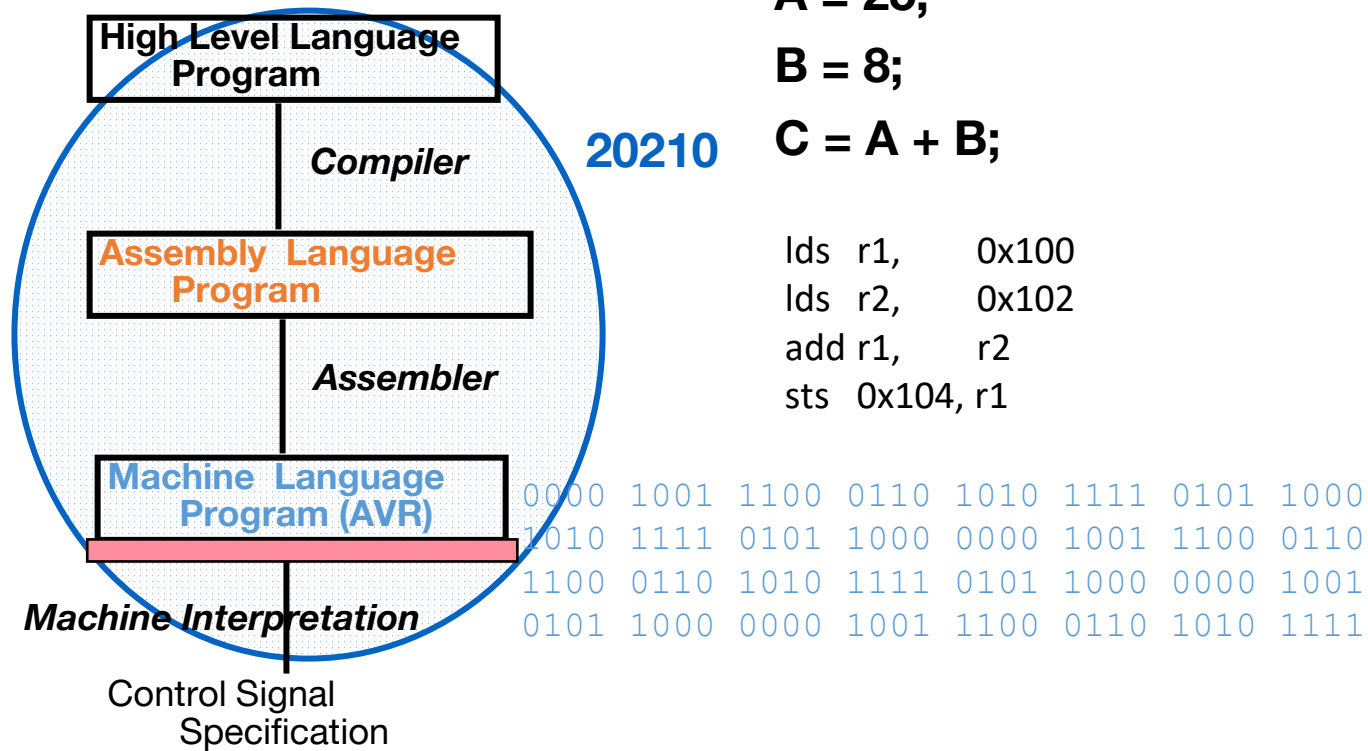 High Level Language
Program
Compiler
Assembly Language
Program
Assembler
Machine Language
Program (AVR)
Machine Interpretation
Control Signal
Specification
20210
B = 8;
C = A + B;
lds r1, 0x100
lds r2, 0x102
add r1, r2
sts 0x104, r1
0000 1001 1100 0110 1010 1111 0101 1000
1010 1111 0101 1000 0000 1001 1100 0110
1100 0110 1010 1111 0101 1000 0000 1001
0101 1000 0000 1001 1100 0110 1010 1111